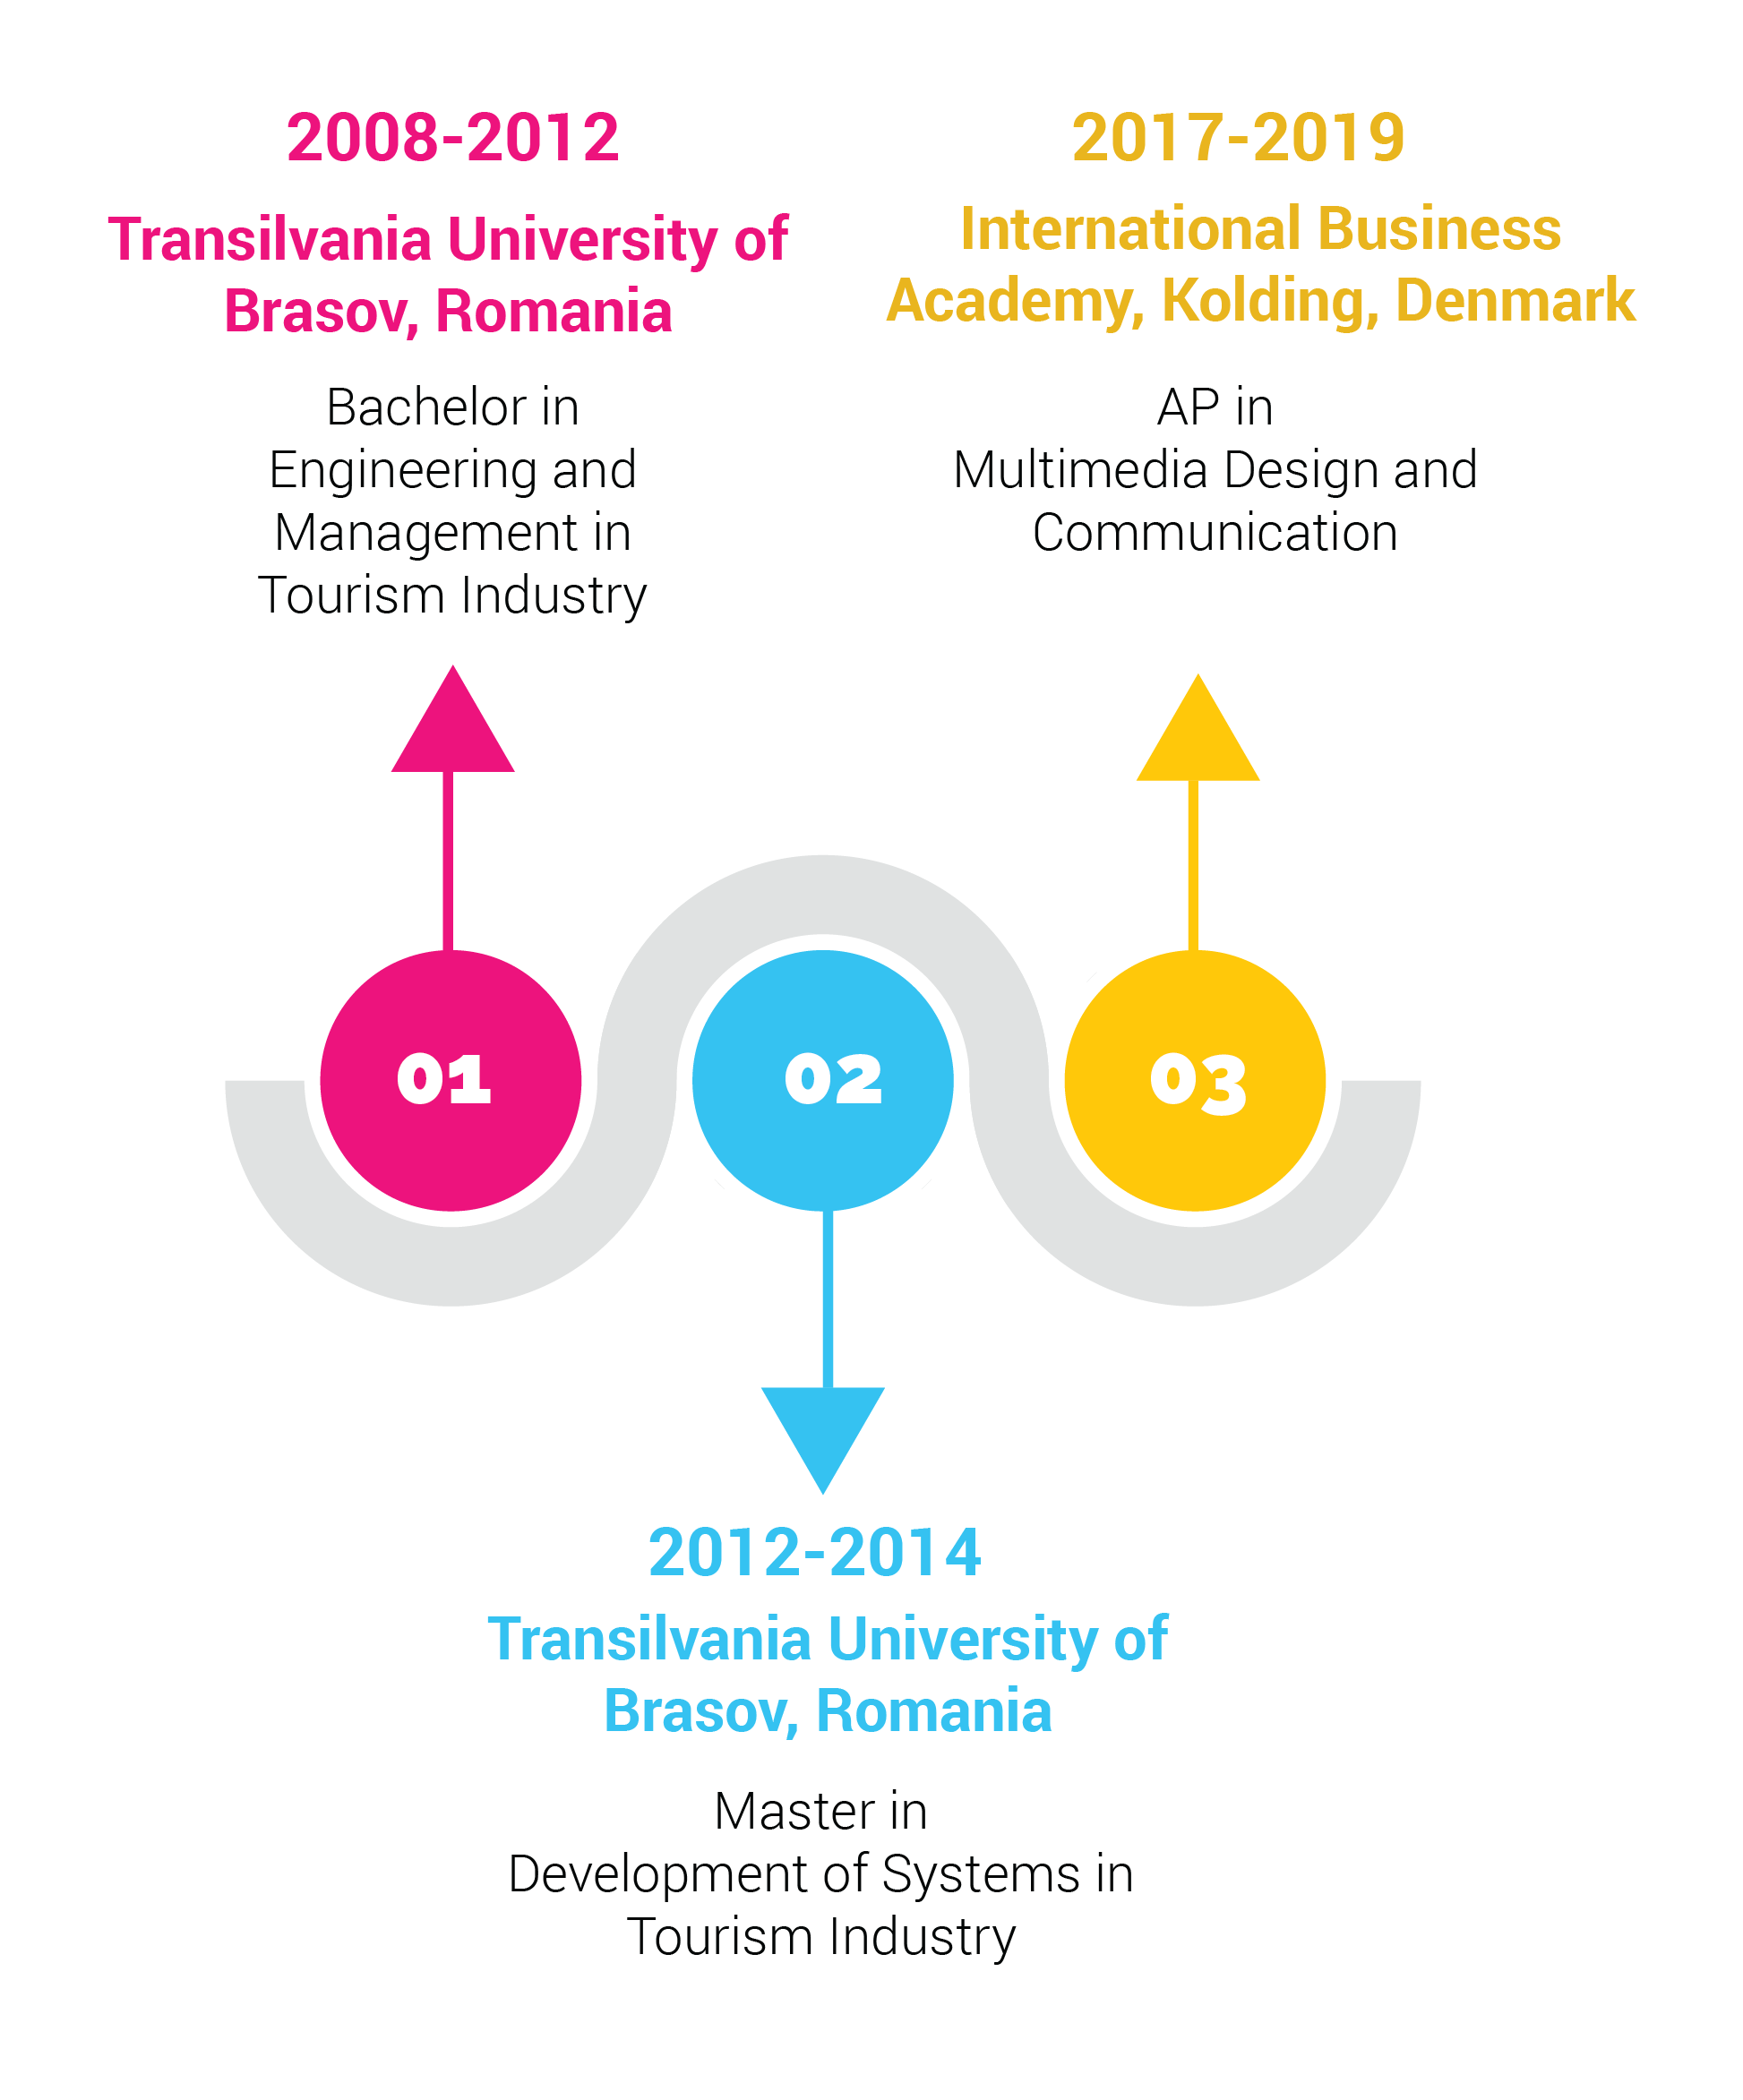 2008-2012
Transilvania University of
Brasov, Romania
Bachelor in
Engineering and
Management in
Tourism Industry
2017-2019
International Business
Academy, Kolding, Denmark
AP in
Multimedia Design and
Communication
01
02
03
2012-2014
Transilvania University of
Brasov, Romania
Master in
Development of Systems in
Tourism Industry